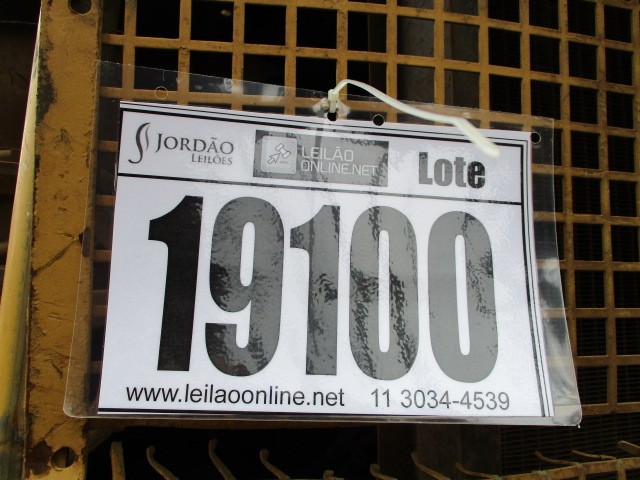 JORDÃO
LEILÕES
LEILÃO
ONLINE.NET
Lote
19100
www.leilaoonline.net 11 3034-4539